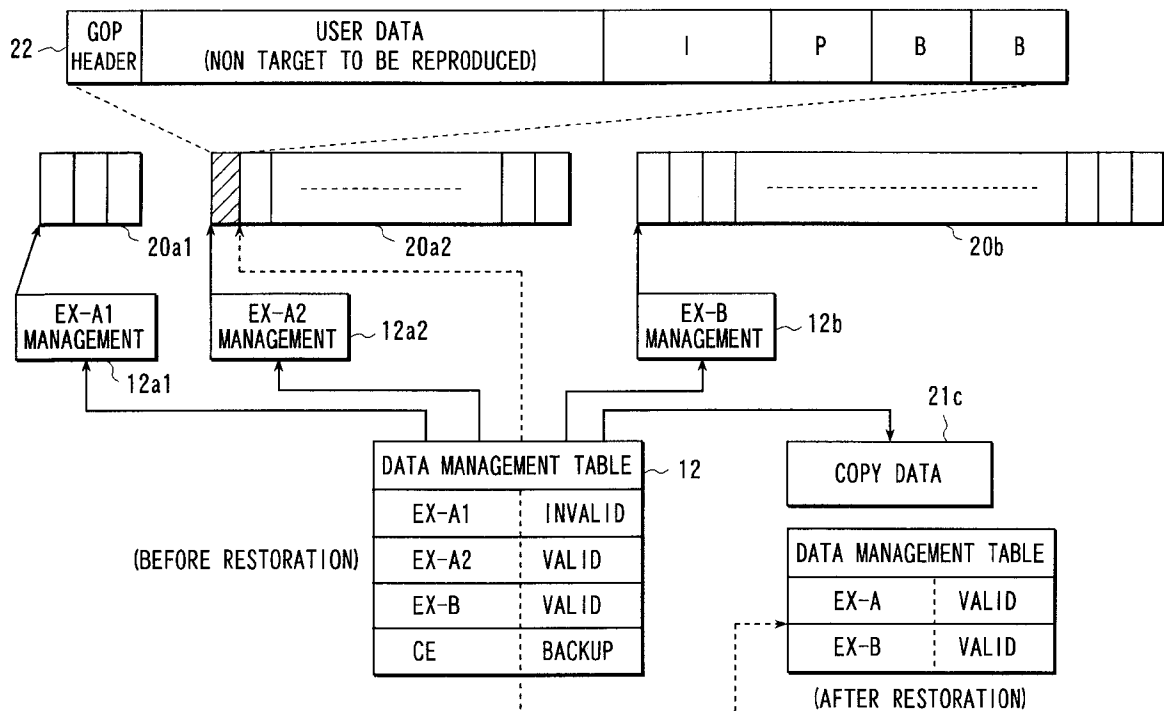 22
GOP HEADER
USER DATA
(NON TARGET TO BE REPRODUCED)
I
P
B
B
20a1
20a2
20b
EX-A1 MANAGEMENT
12a1
EX-A2 MANAGEMENT
12a2
EX-B MANAGEMENT
12b
21c
DATA MANAGEMENT TABLE
12
EX-A1 INVALID
EX-A2 VALID
EX-B VALID
CE BACKUP
(BEFORE RESTORATION)
COPY DATA
DATA MANAGEMENT TABLE
EX-A VALID
EX-B VALID
(AFTER RESTORATION)